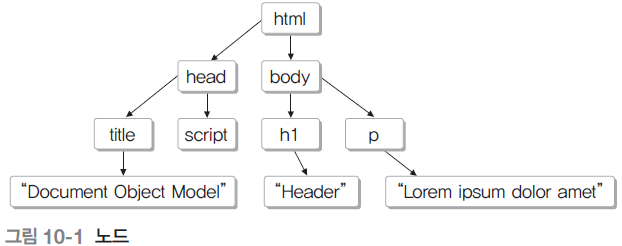 html
head body
title script h1 p
“Document Object Model” “Header” “Lorem ipsum dolor amet”
그림 10-1 노드